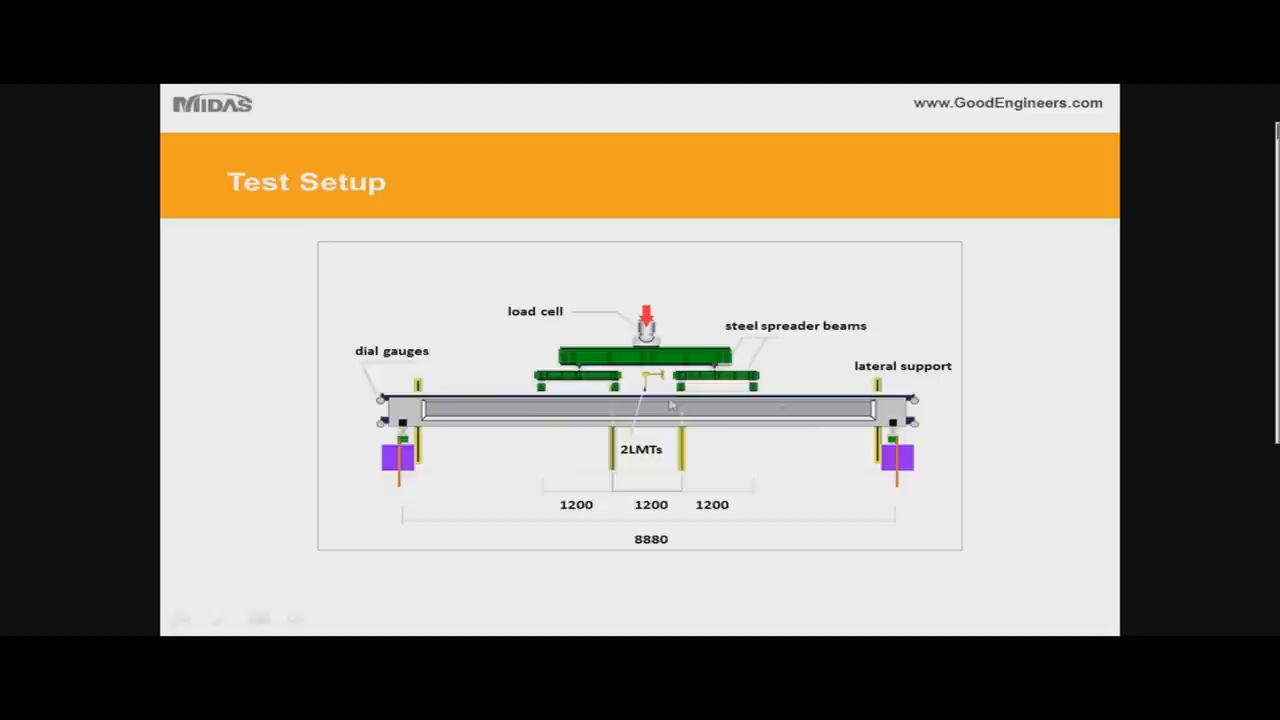 MIDAS
www.GoodEngineers.com
Test Setup
load cell
steel spreader beams
dial gauges
lateral support
2LMTs
1200 1200 1200
8880